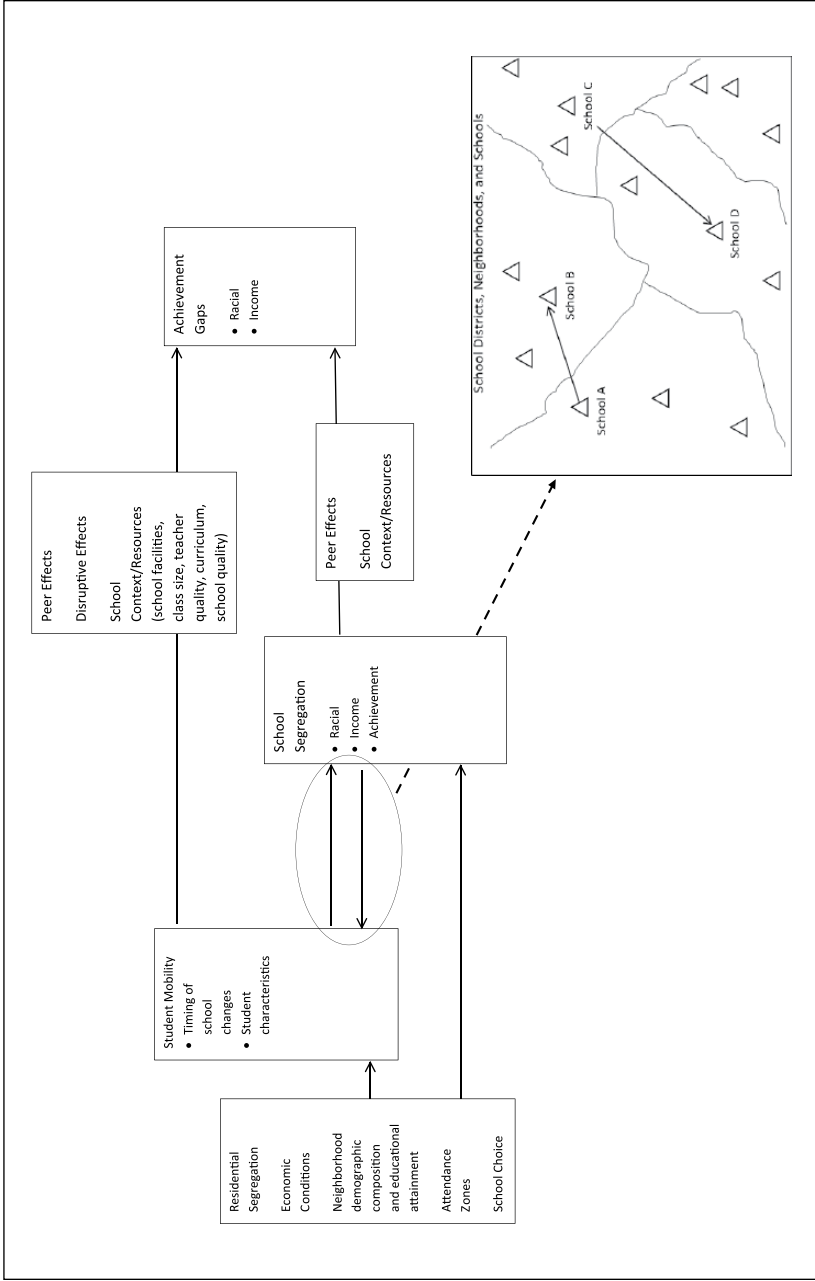 Residential
Segregation
Economic
Conditions
Neighborhood
demographic
composition
and educational
attainment
Attendance
Zones
School Choice
Student Mobility
• Timing of
school
changes
• Student
characteristics
Peer Effects
Disruptive Effects
School
Context/Resources
(school facilities,
class size, teacher
quality, curriculum,
school quality)
School
Segregation
• Racial
• Income
• Achievement
Peer Effects
School
Context/Resources
Achievement
Gaps
• Racial
• Income
School Districts, Neighborhoods, and Schools
School A
School B
School C
School D